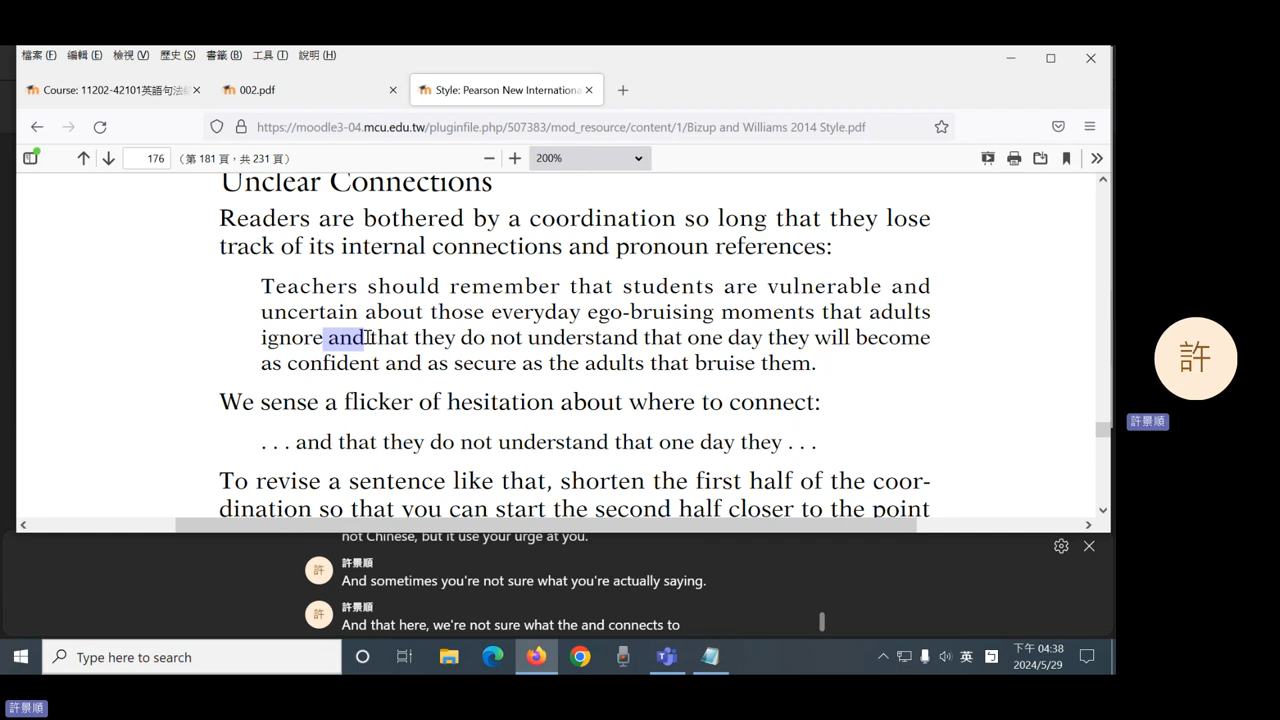 檔案(F) 編輯(E) 檢視(V) 歷史(S) 書籤(B) 工具(T) 說明(H)
Course: 11202-42101英語句法
002.pdf
Style: Pearson New Internationa
https://moodle3-04.mcu.edu.tw/pluginfile.php/507383/mod_resource/content/1/Bizup and Williams 2014 Style.pdf
176 (第 181 頁，共 231 頁) 200%
Unclear Connections
Readers are bothered by a coordination so long that they lose
track of its internal connections and pronoun references:
Teachers should remember that students are vulnerable and
uncertain about those everyday ego-bruising moments that adults
ignore and that they do not understand that one day they will become
as confident and as secure as the adults that bruise them.
We sense a flicker of hesitation about where to connect:
. . . and that they do not understand that one day they . . .
To revise a sentence like that, shorten the first half of the coor-
dination so that you can start the second half closer to the point
not Chinese, but it use your urge at you.
許景順
許
And sometimes you're not sure what you're actually saying.
許景順
許
And that here, we're not sure what the and connects to
許
許景順
Type here to search
英
下午 04:38
2024/5/29
許景順